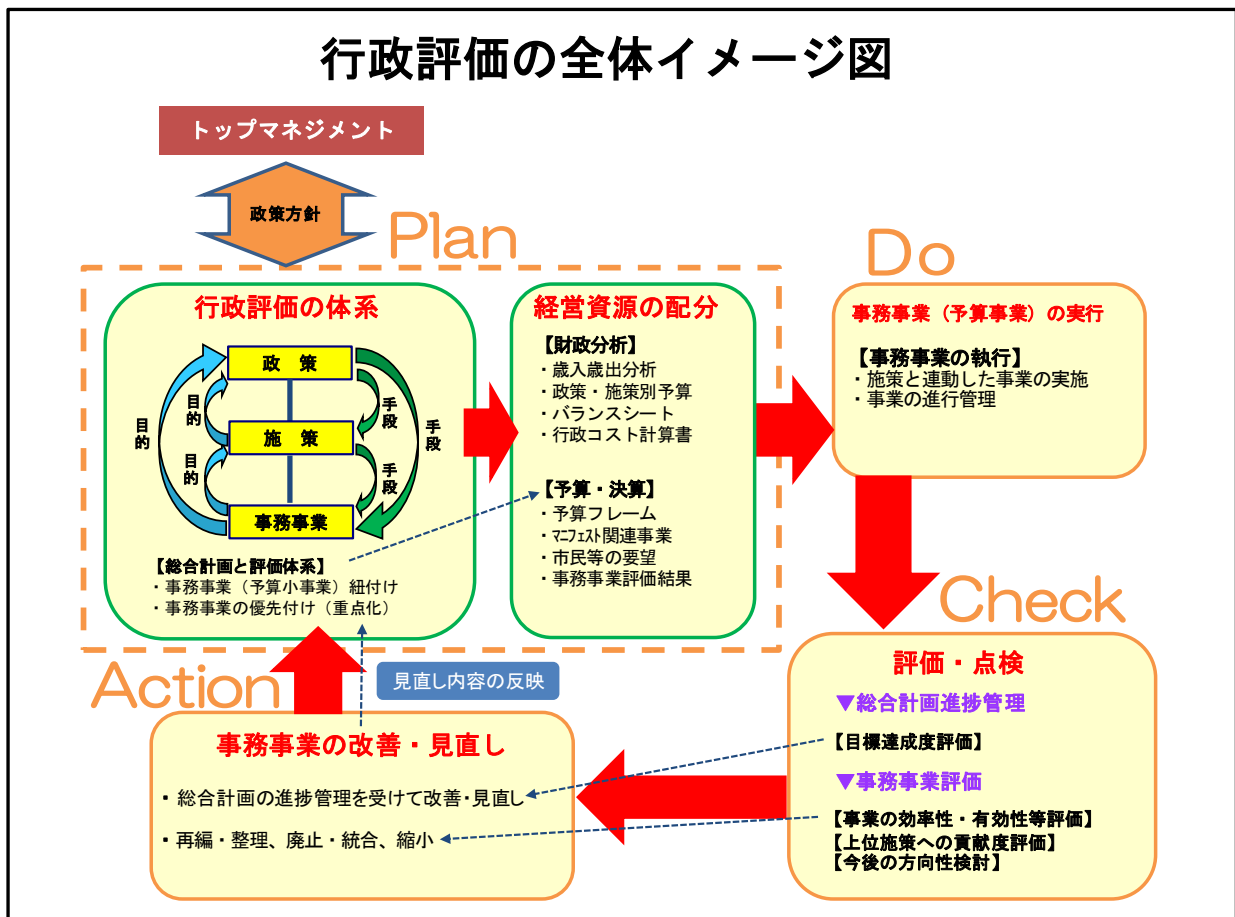 行政評価の全体イメージ図
トップマネジメント
政策方針
Plan
行政評価の体系
政 策
施 策
事務事業
目的
目的
目的
手段
手段
手段
【総合計画と評価体系】
・事務事業（予算小事業）紐付け
・事務事業の優先付け（重点化）
経営資源の配分
【財政分析】
・歳入歳出分析
・政策・施策別予算
・バランスシート
・行政コスト計算書
【予算・決算】
・予算フレーム
・ﾏﾆﾌｪｽﾄ関連事業
・市民等の要望
・事務事業評価結果
Do
事務事業（予算事業）の実行
【事務事業の執行】
・施策と連動した事業の実施
・事業の進行管理
Check
評価・点検
▼総合計画進捗管理
【目標達成度評価】
▼事務事業評価
【事業の効率性・有効性等評価】
【上位施策への貢献度評価】
【今後の方向性検討】
Action
見直し内容の反映
事務事業の改善・見直し
・総合計画の進捗管理を受けて改善・見直し
・再編・整理、廃止・統合、縮小